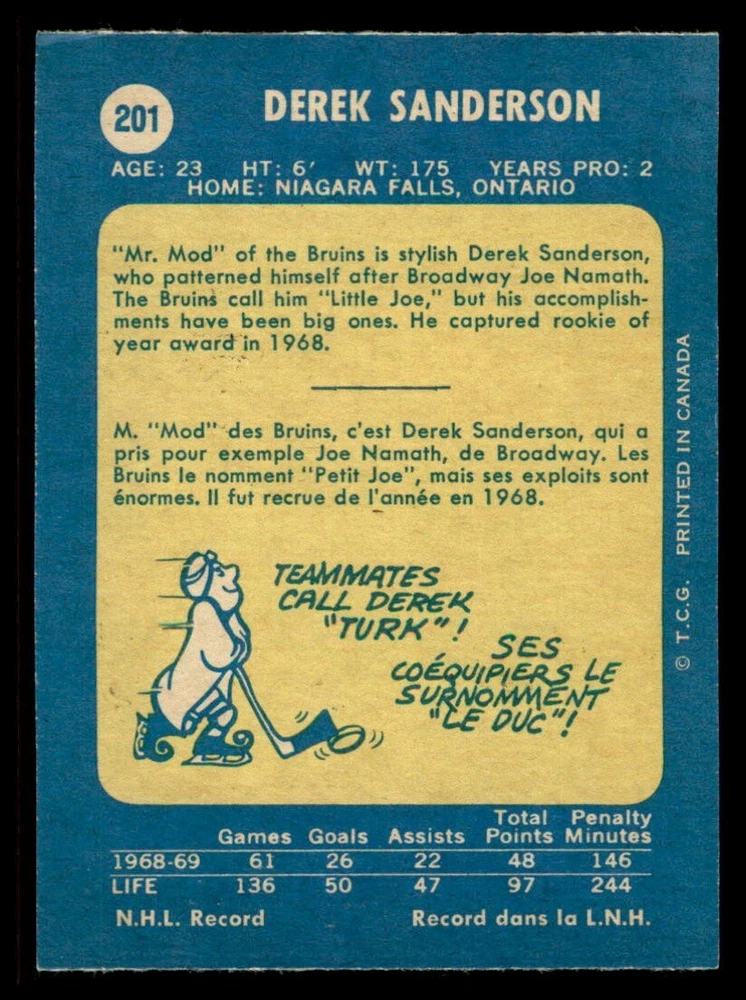 201
DEREK SANDERSON
AGE: 23 HT: 6' WT: 175 YEARS PRO: 2
HOME: NIAGARA FALLS, ONTARIO
"Mr. Mod" of the Bruins is stylish Derek Sanderson,
who patterned himself after Broadway Joe Namath.
The Bruins call him "Little Joe," but his accomplish-
ments have been big ones. He captured rookie of
year award in 1968.
M. "Mod" des Bruins, c'est Derek Sanderson, qui a
pris pour exemple Joe Namath, de Broadway. Les
Bruins le nomment "Petit Joe", mais ses exploits sont
énormes. Il fut recrue de l'année en 1968.
TEAMMATES
CALL DEREK
"TURK"!
SES
COÉQUIPIERS LE
SURNOMMENT
"LE DUC"!
© T.C.G. PRINTED IN CANADA
Total Penalty
Games Goals Assists Points Minutes
1968-69 61 26 22 48 146
LIFE 136 50 47 97 244
N.H.L. Record Record dans la L.N.H.